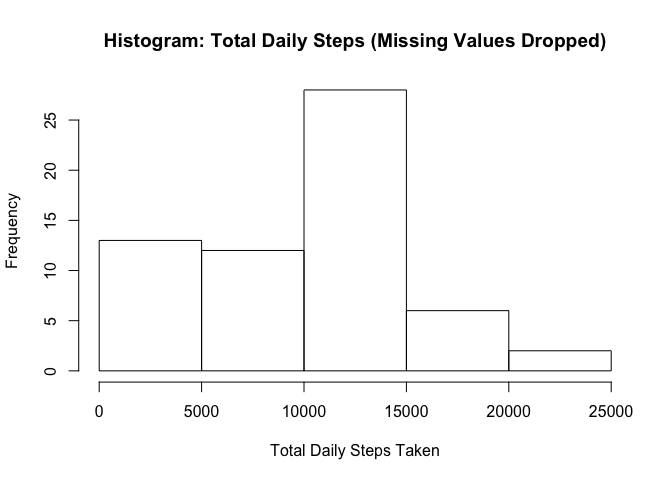 Histogram: Total Daily Steps (Missing Values Dropped)
Frequency
25
20
15
10
5
0
0 5000 10000 15000 20000 25000
Total Daily Steps Taken